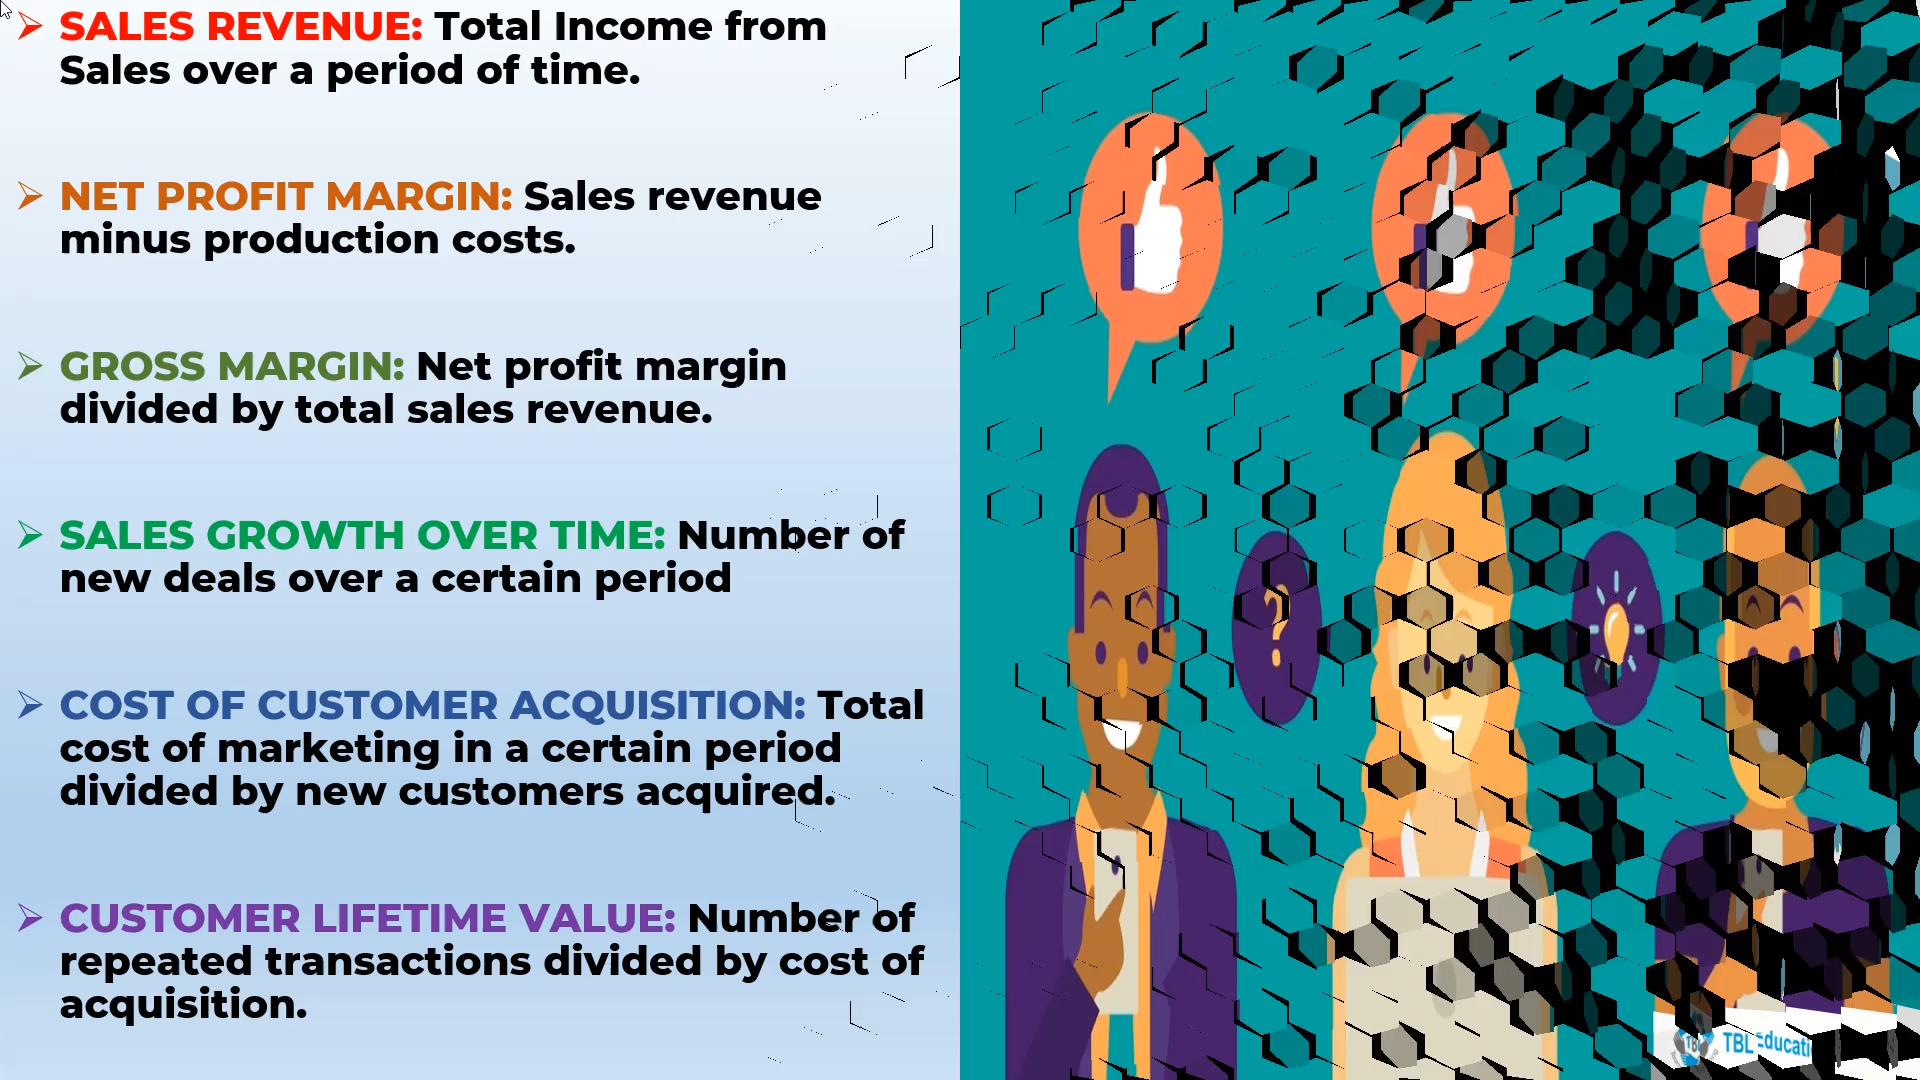 SALES REVENUE: Total Income from
Sales over a period of time.
NET PROFIT MARGIN: Sales revenue
minus production costs.
GROSS MARGIN: Net profit margin
divided by total sales revenue.
SALES GROWTH OVER TIME: Number of
new deals over a certain period
COST OF CUSTOMER ACQUISITION: Total
cost of marketing in a certain period
divided by new customers acquired.
CUSTOMER LIFETIME VALUE: Number of
repeated transactions divided by cost of
acquisition.
?
TBL